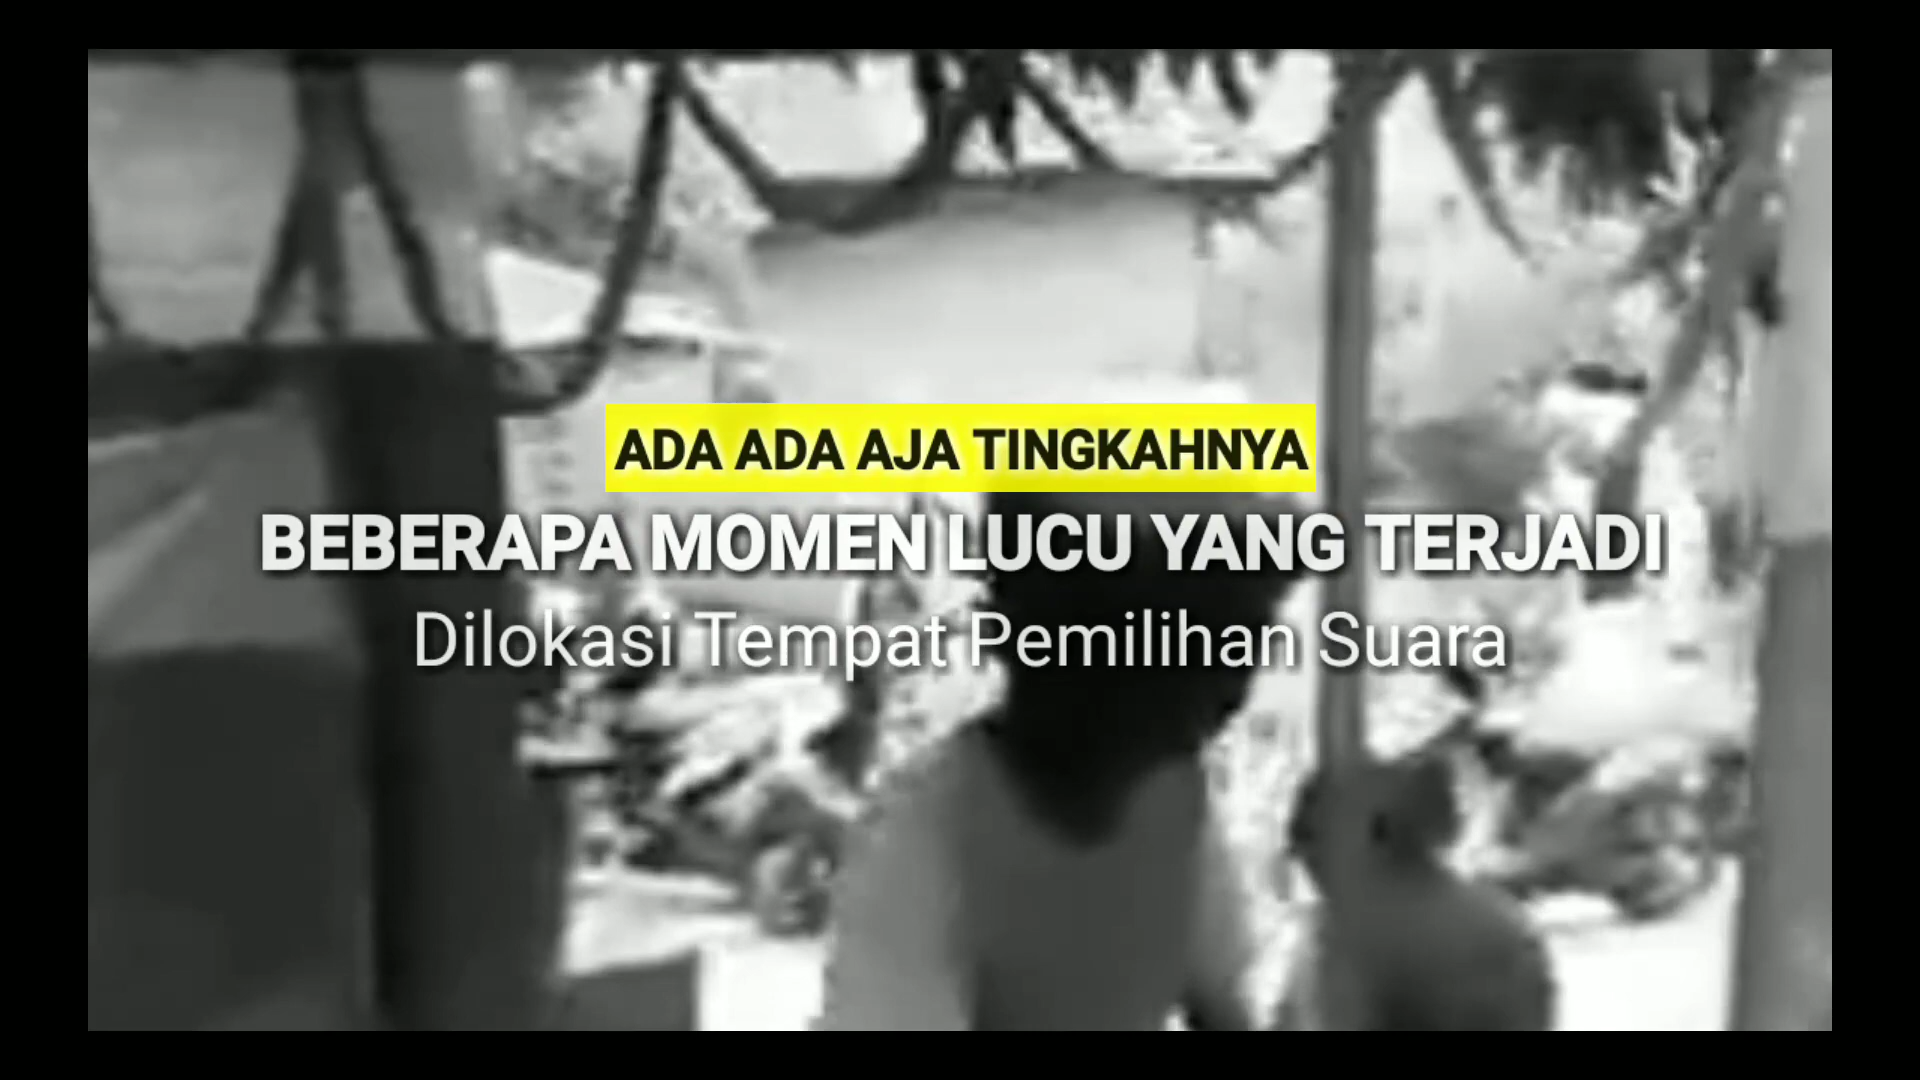 ADA ADA AJA TINGKAHNYA
BEBERAPA MOMEN LUCU YANG TERJADI
Dilokasi Tempat Pemilihan Suara